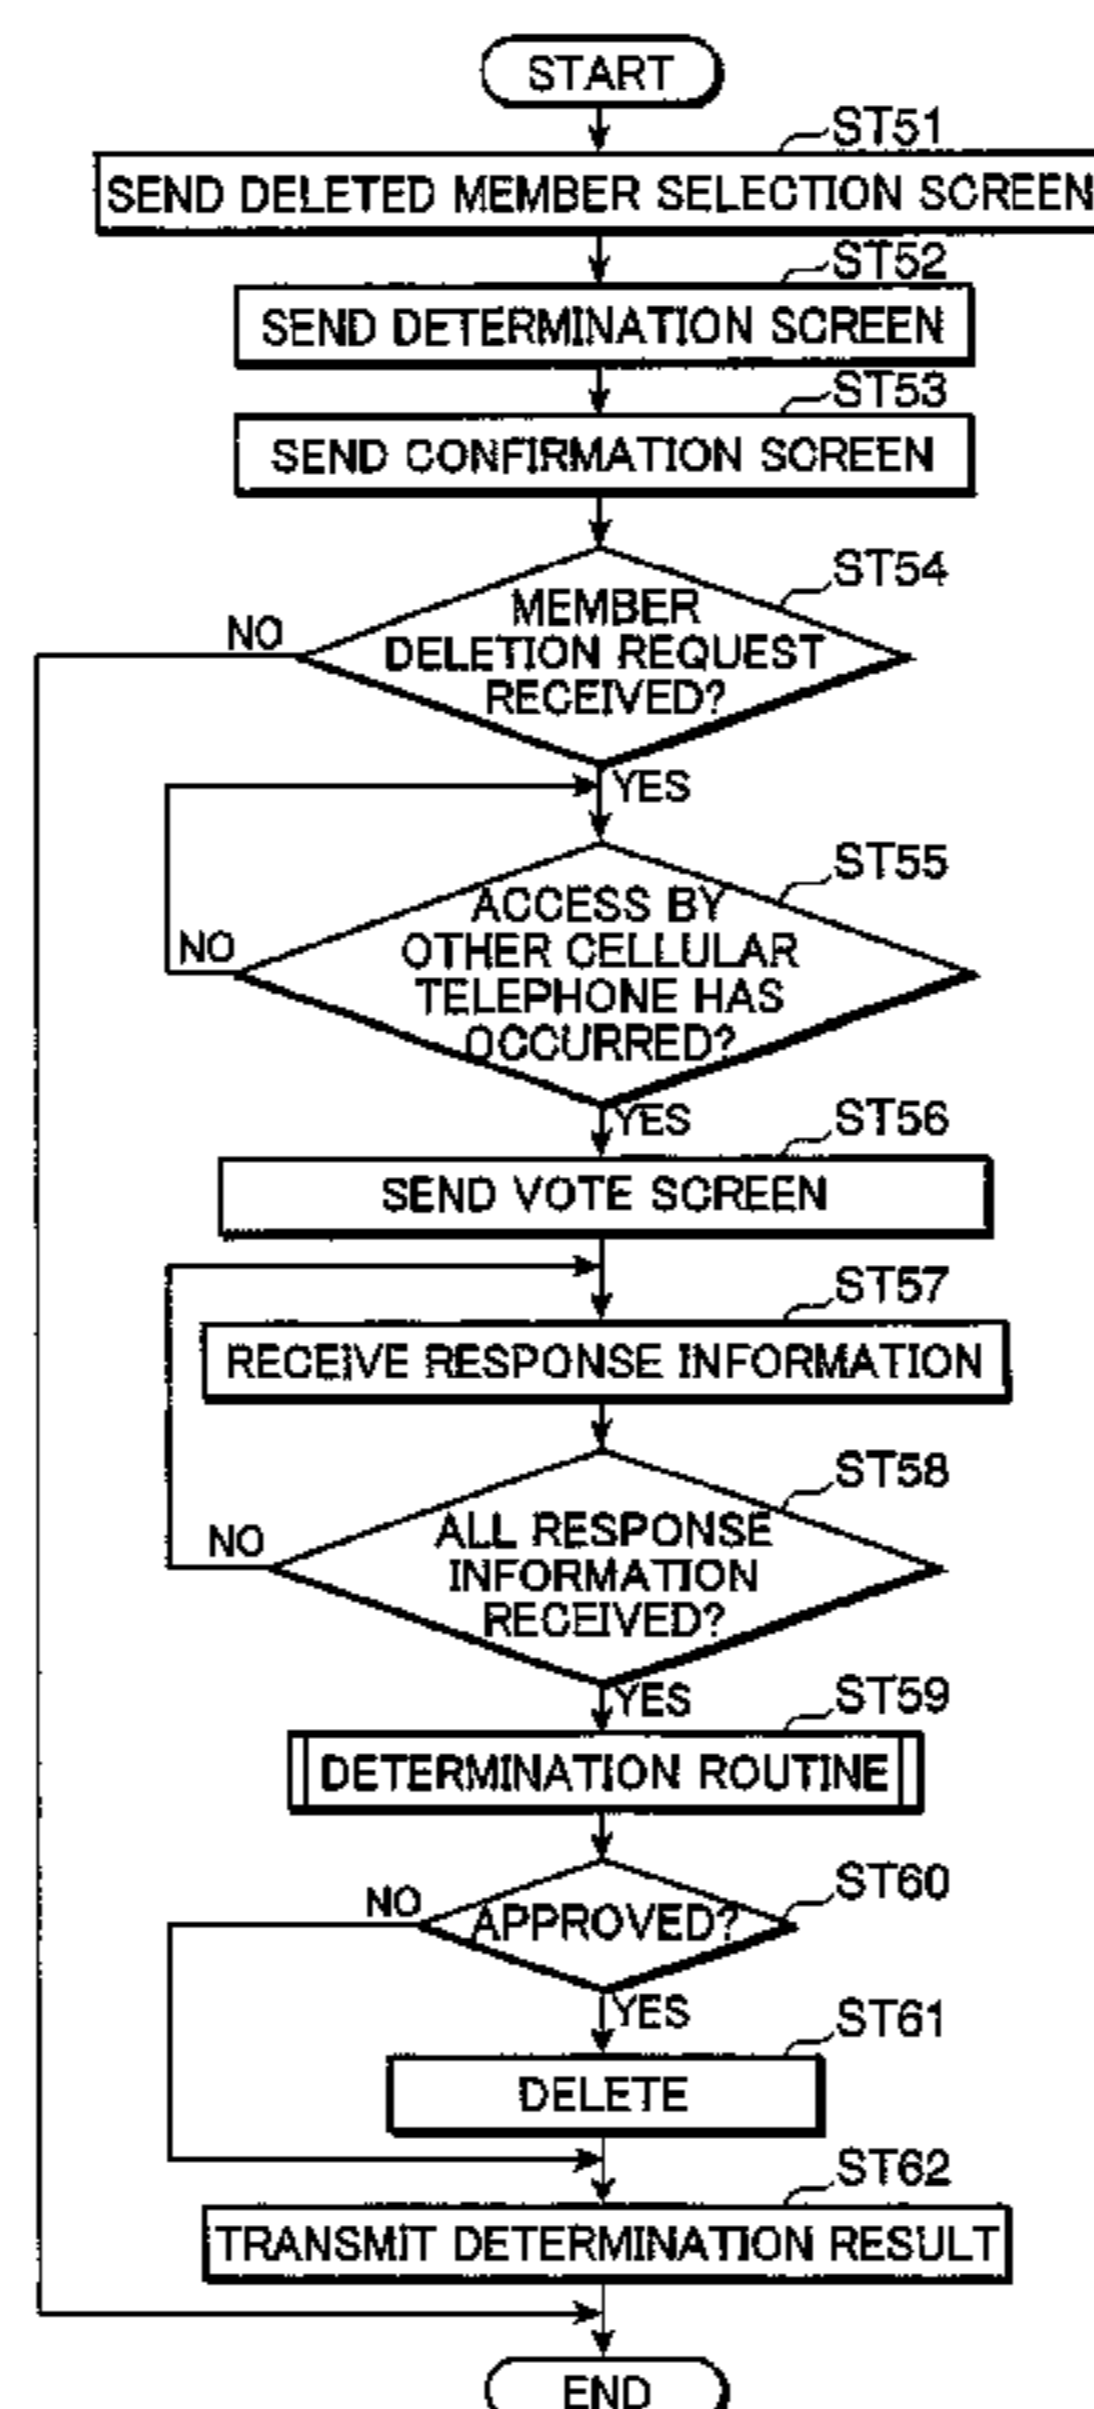 START
ST51
SEND DELETED MEMBER SELECTION SCREEN
ST52
SEND DETERMINATION SCREEN
ST53
SEND CONFIRMATION SCREEN
ST54
MEMBER
DELETION REQUEST
RECEIVED?
NO
YES
ST55
ACCESS BY
OTHER CELLULAR
TELEPHONE HAS
OCCURRED?
NO
YES
ST56
SEND VOTE SCREEN
ST57
RECEIVE RESPONSE INFORMATION
ST58
ALL RESPONSE
INFORMATION
RECEIVED?
NO
YES
ST59
DETERMINATION ROUTINE
ST60
NO
APPROVED?
YES
ST61
DELETE
ST62
TRANSMIT DETERMINATION RESULT
END